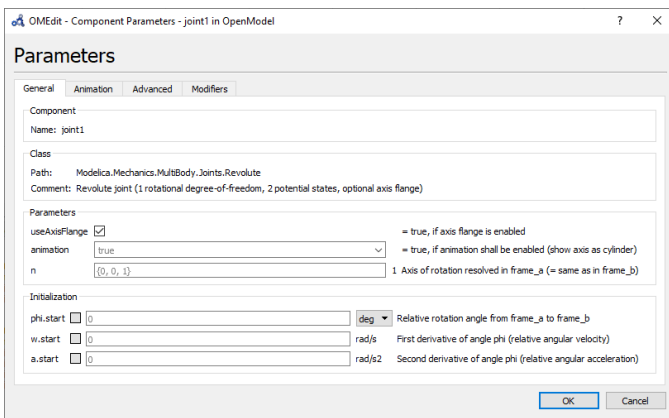 OMEdit - Component Parameters - joint1 in OpenModel
Parameters
General Animation Advanced Modifiers
Component
Name: joint1
Class
Path: Modelica.Mechanics.MultiBody.Joints.Revolute
Comment: Revolute joint (1 rotational degree-of-freedom, 2 potential states, optional axis flange)
Parameters
useAxisFlange = true, if axis flange is enabled
animation true = true, if animation shall be enabled (show axis as cylinder)
n {0, 0, 1} 1 Axis of rotation resolved in frame_a (= same as in frame_b)
Initialization
phi.start 0 deg Relative rotation angle from frame_a to frame_b
w.start 0 rad/s First derivative of angle phi (relative angular velocity)
a.start 0 rad/s2 Second derivative of angle phi (relative angular acceleration)
OK Cancel